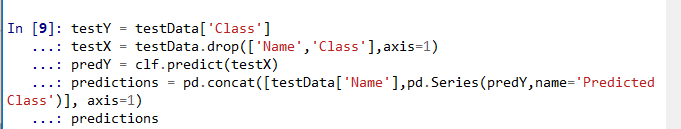 In [9]: testY = testData['Class']
...: testX = testData.drop(['Name','Class'],axis=1)
...: predY = clf.predict(testX)
...: predictions = pd.concat([testData['Name'],pd.Series(predY,name='Predicted
Class')], axis=1)
...: predictions